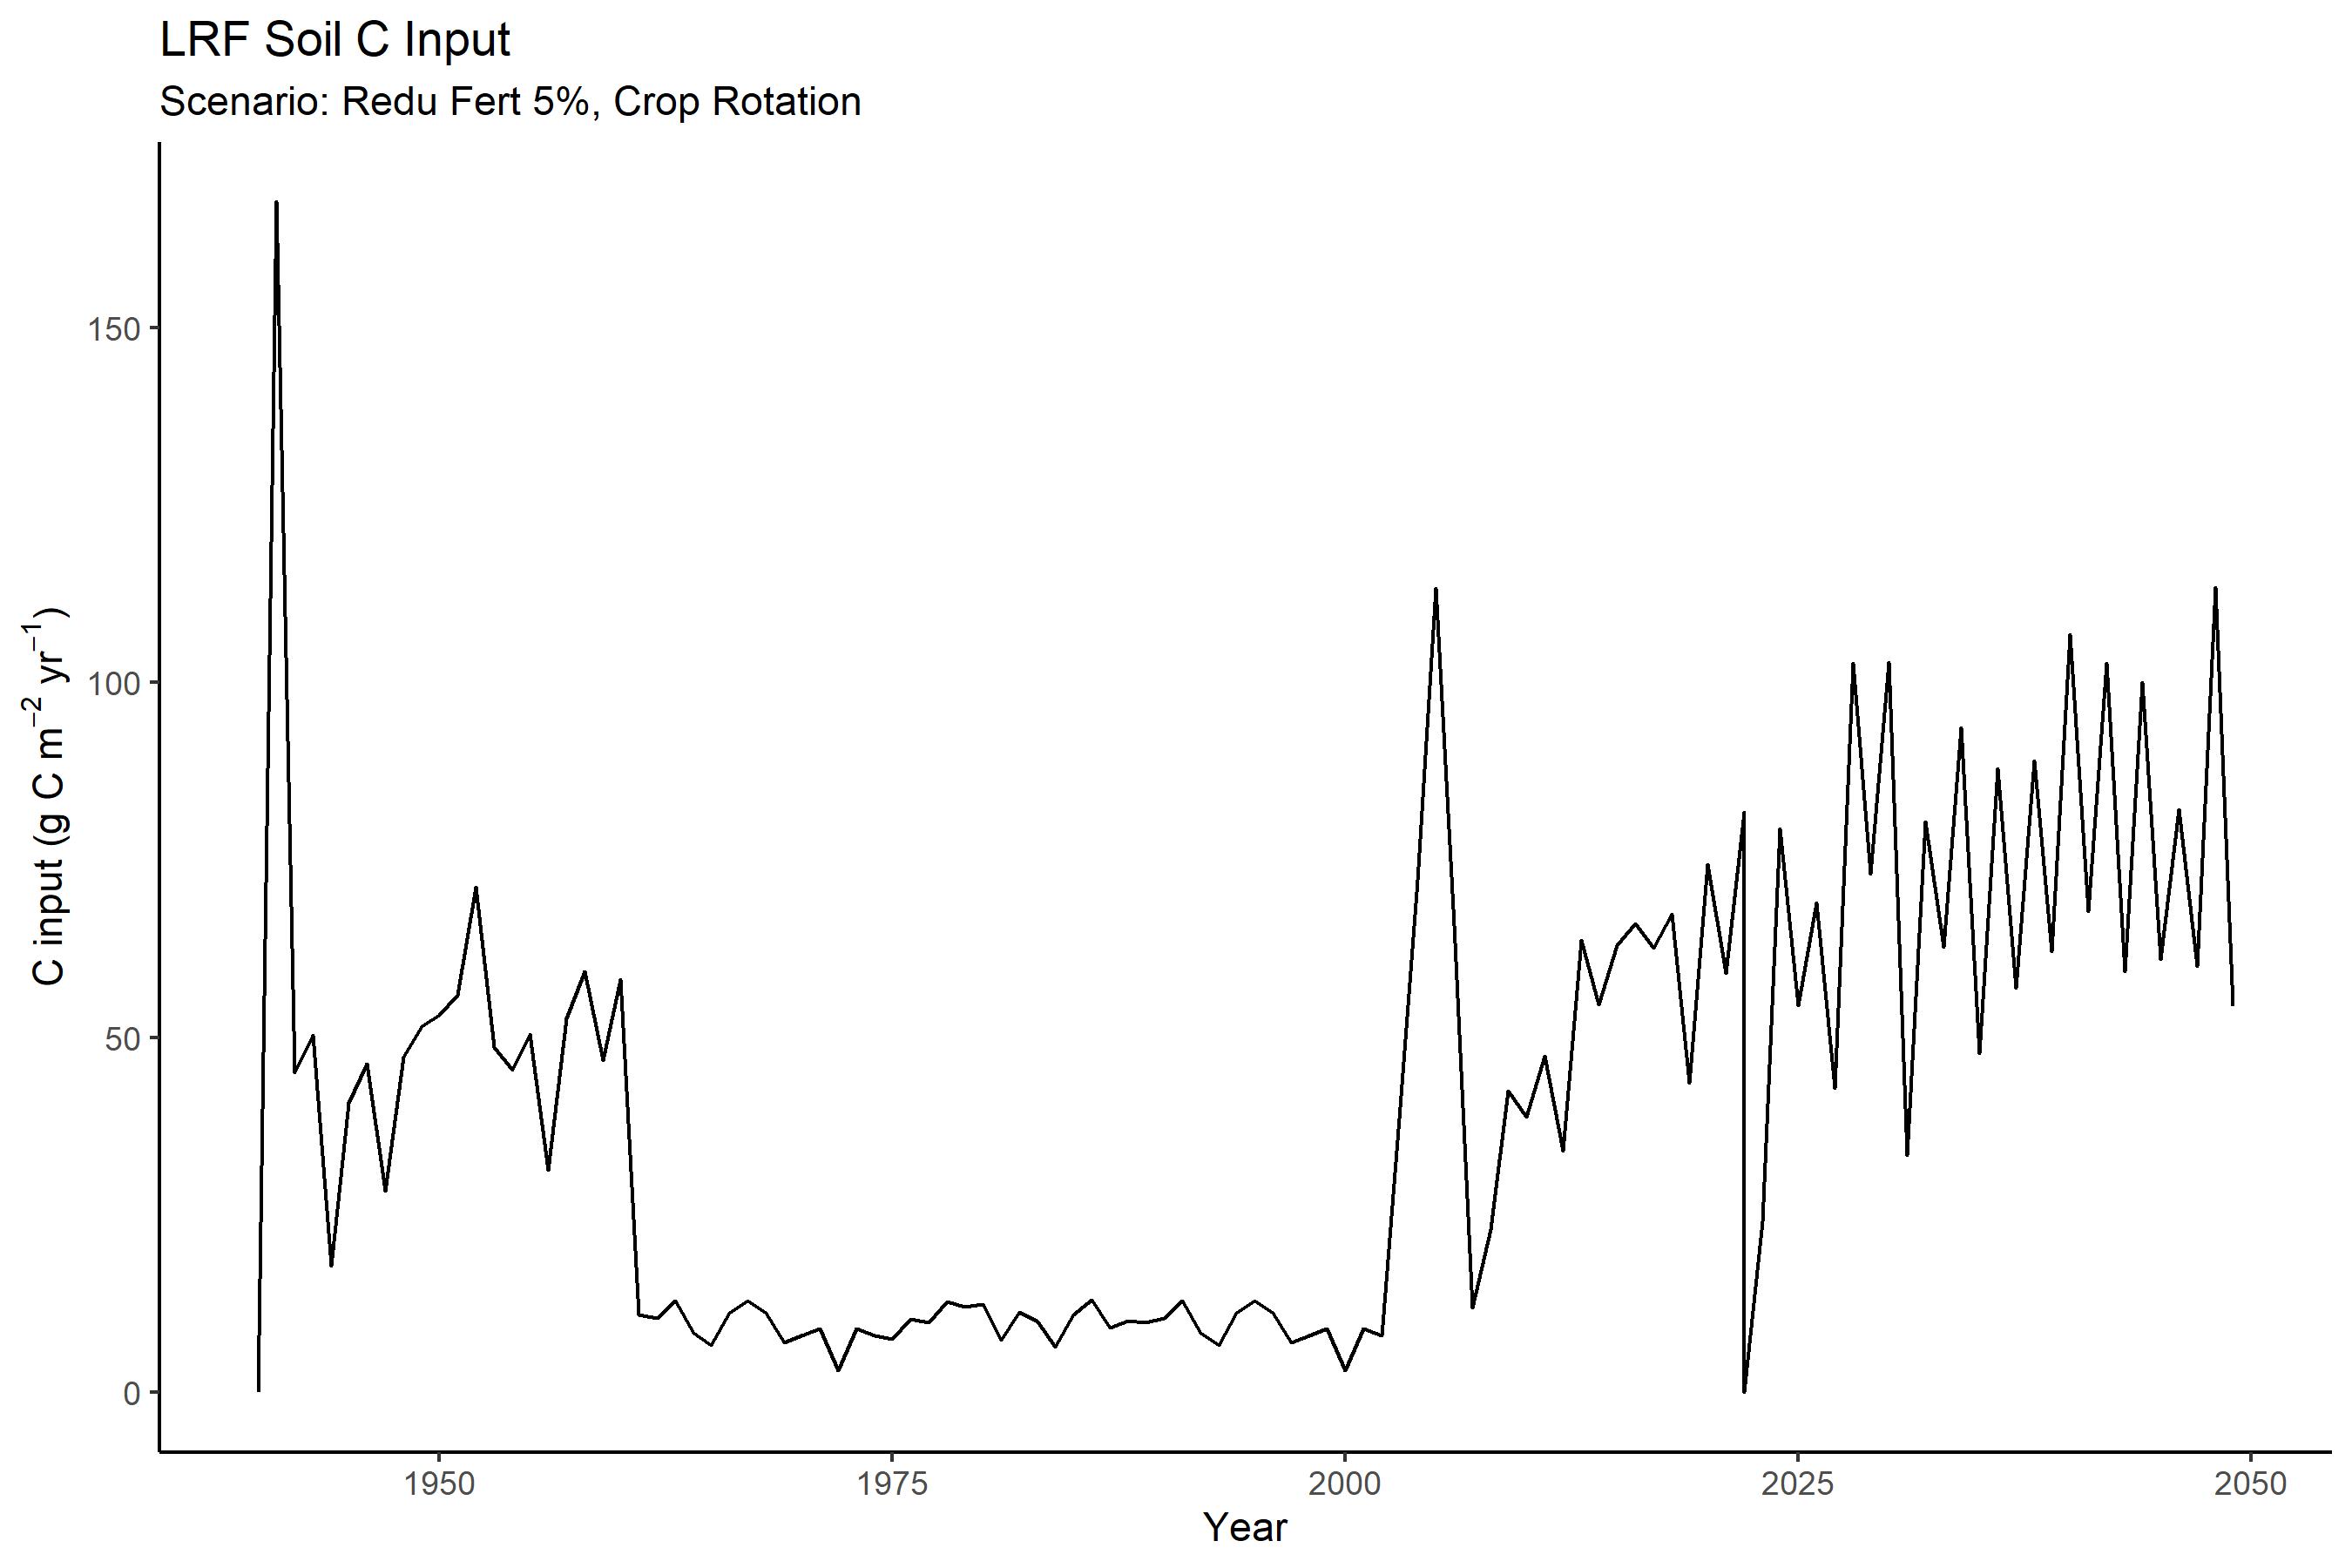 LRF Soil C Input
Scenario: Redu Fert 5%, Crop Rotation
C input (g C m⁻² yr⁻¹)
150
100
50
0
1950 1975 2000 2025 2050
Year